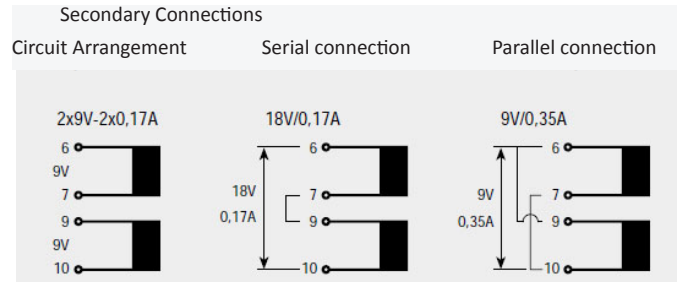 Secondary Connections
Circuit Arrangement Serial connection Parallel connection
2x9V-2x0,17A 18V/0,17A 9V/0,35A
6 6 6
9V
7 18V 7 9V 7
9 0,17A 9 0,35A 9
9V
10 10 10